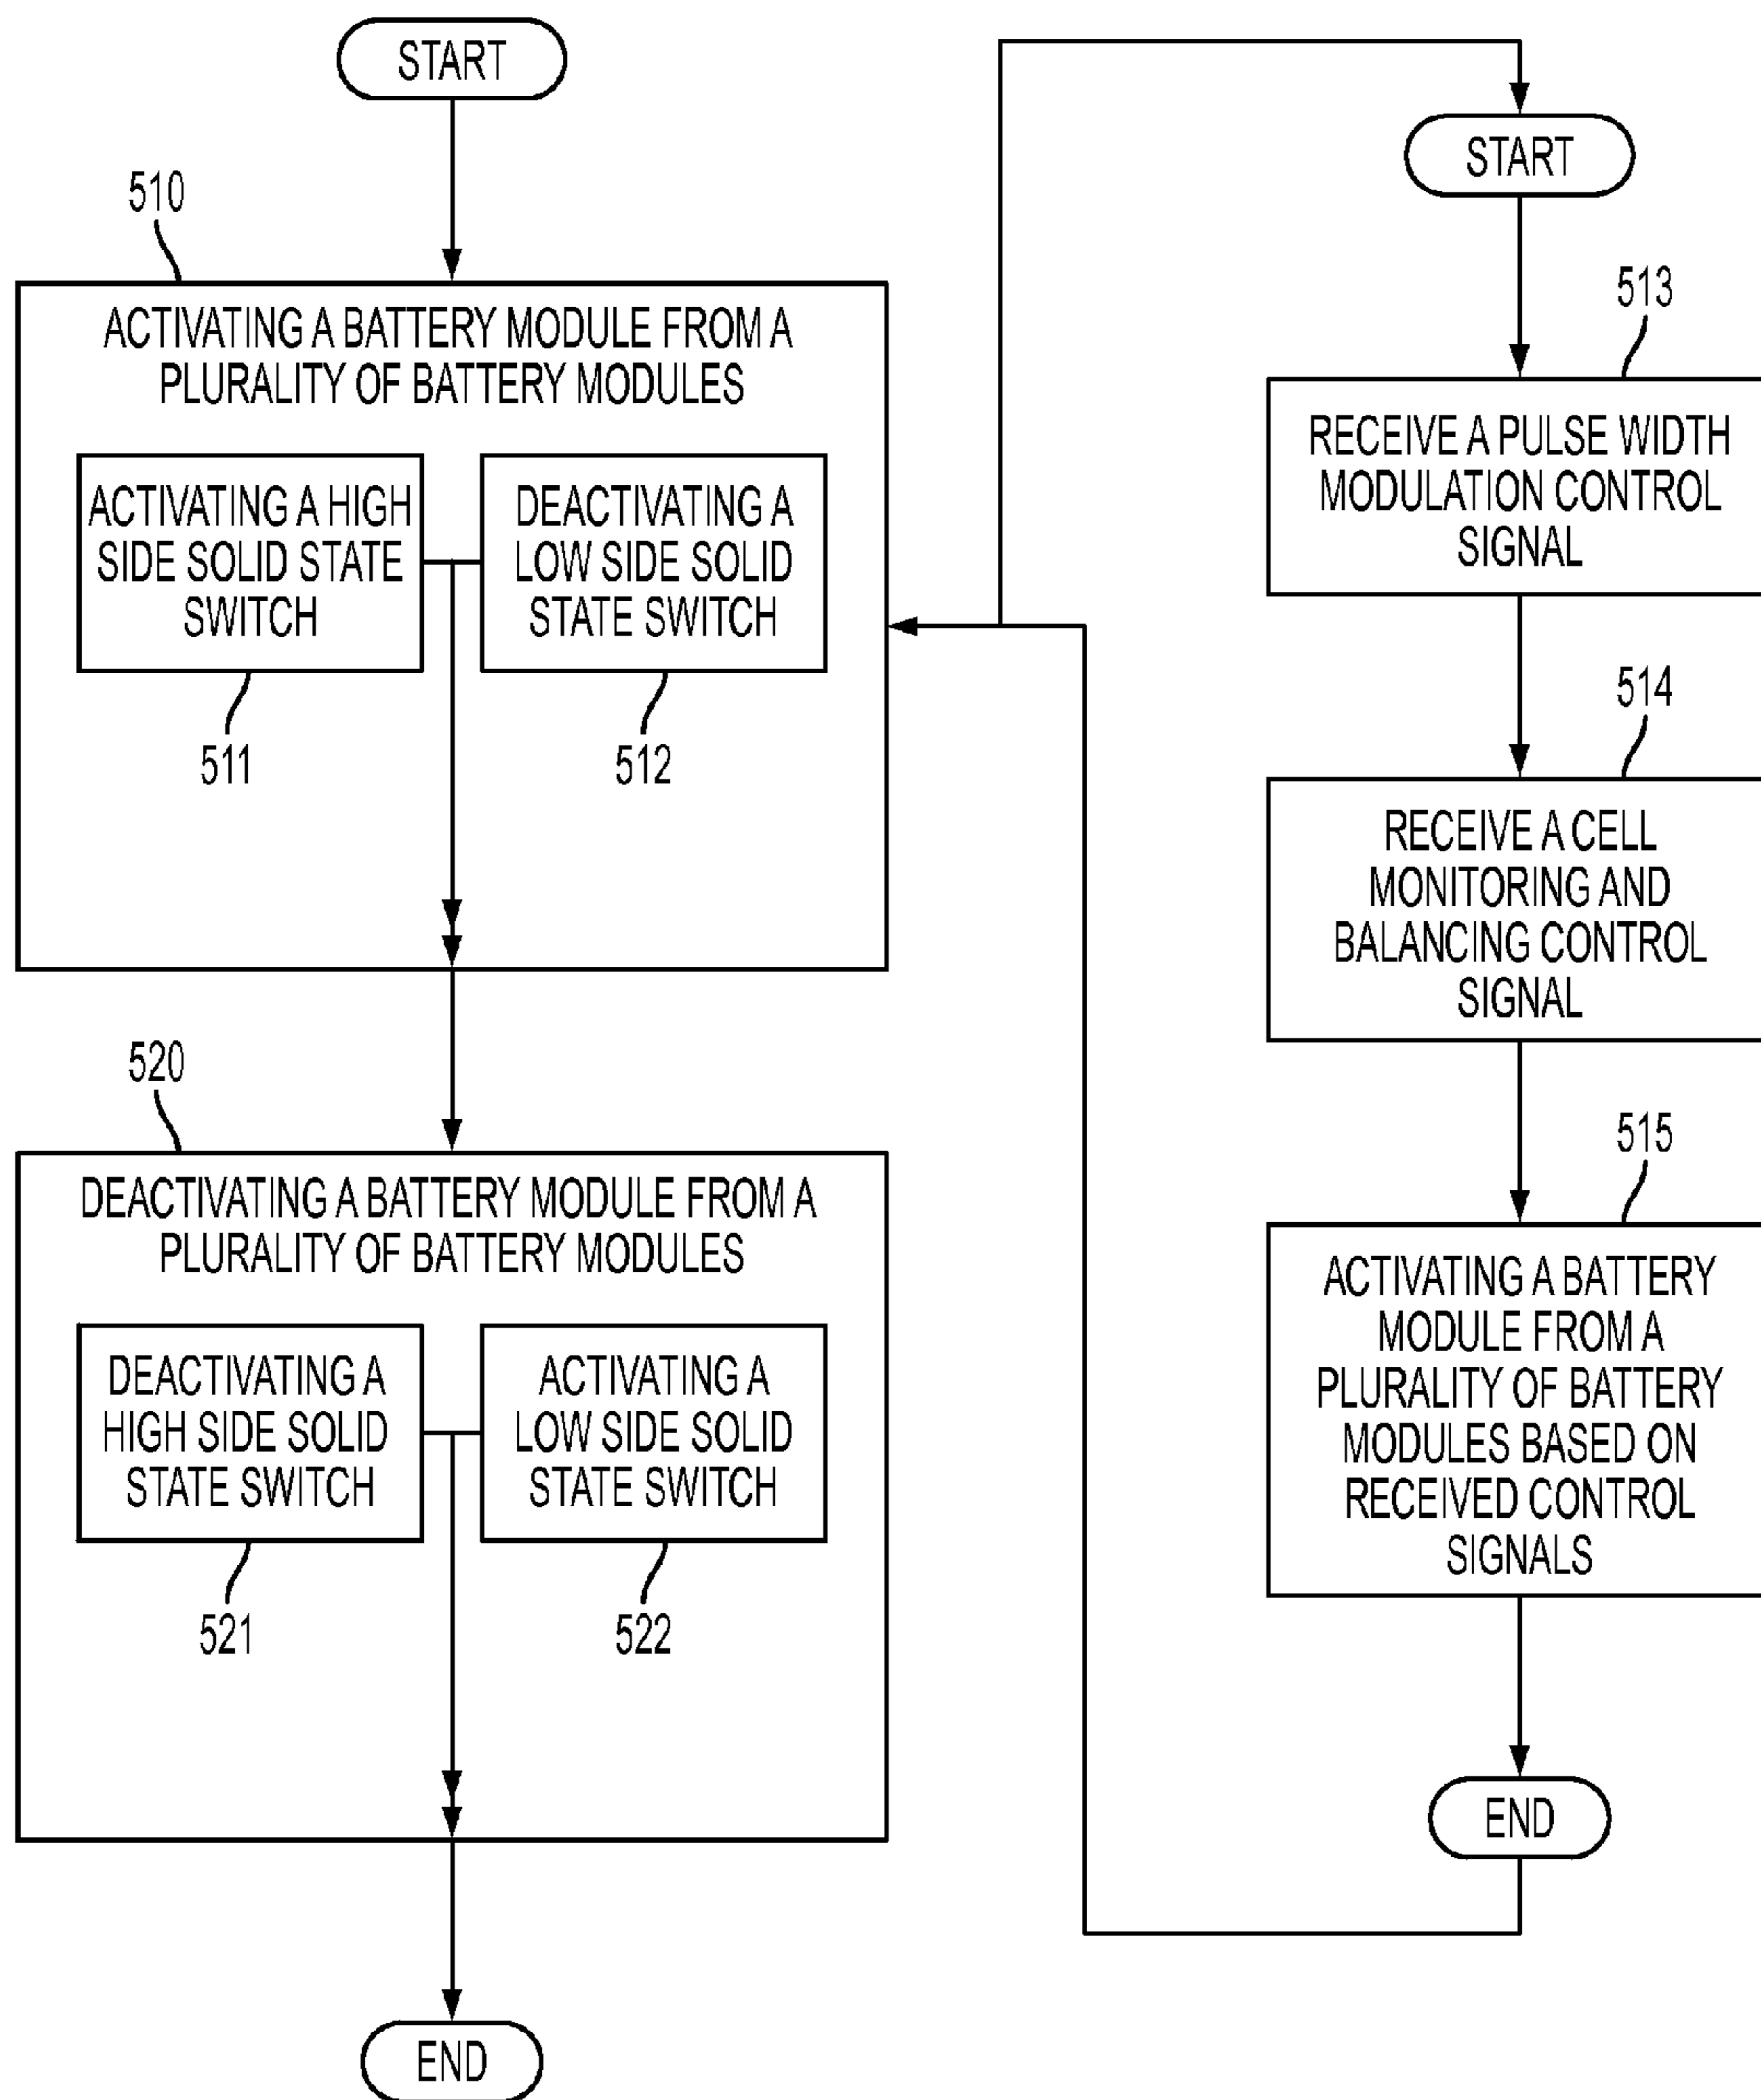 START
510
ACTIVATING A BATTERY MODULE FROM A
PLURALITY OF BATTERY MODULES
ACTIVATING A HIGH
SIDE SOLID STATE
SWITCH
511
DEACTIVATING A
LOW SIDE SOLID
STATE SWITCH
512
520
DEACTIVATING A BATTERY MODULE FROM A
PLURALITY OF BATTERY MODULES
DEACTIVATING A
HIGH SIDE SOLID
STATE SWITCH
521
ACTIVATING A
LOW SIDE SOLID
STATE SWITCH
522
END
START
513
RECEIVE A PULSE WIDTH
MODULATION CONTROL
SIGNAL
514
RECEIVE A CELL
MONITORING AND
BALANCING CONTROL
SIGNAL
515
ACTIVATING A BATTERY
MODULE FROM A
PLURALITY OF BATTERY
MODULES BASED ON
RECEIVED CONTROL
SIGNALS
END